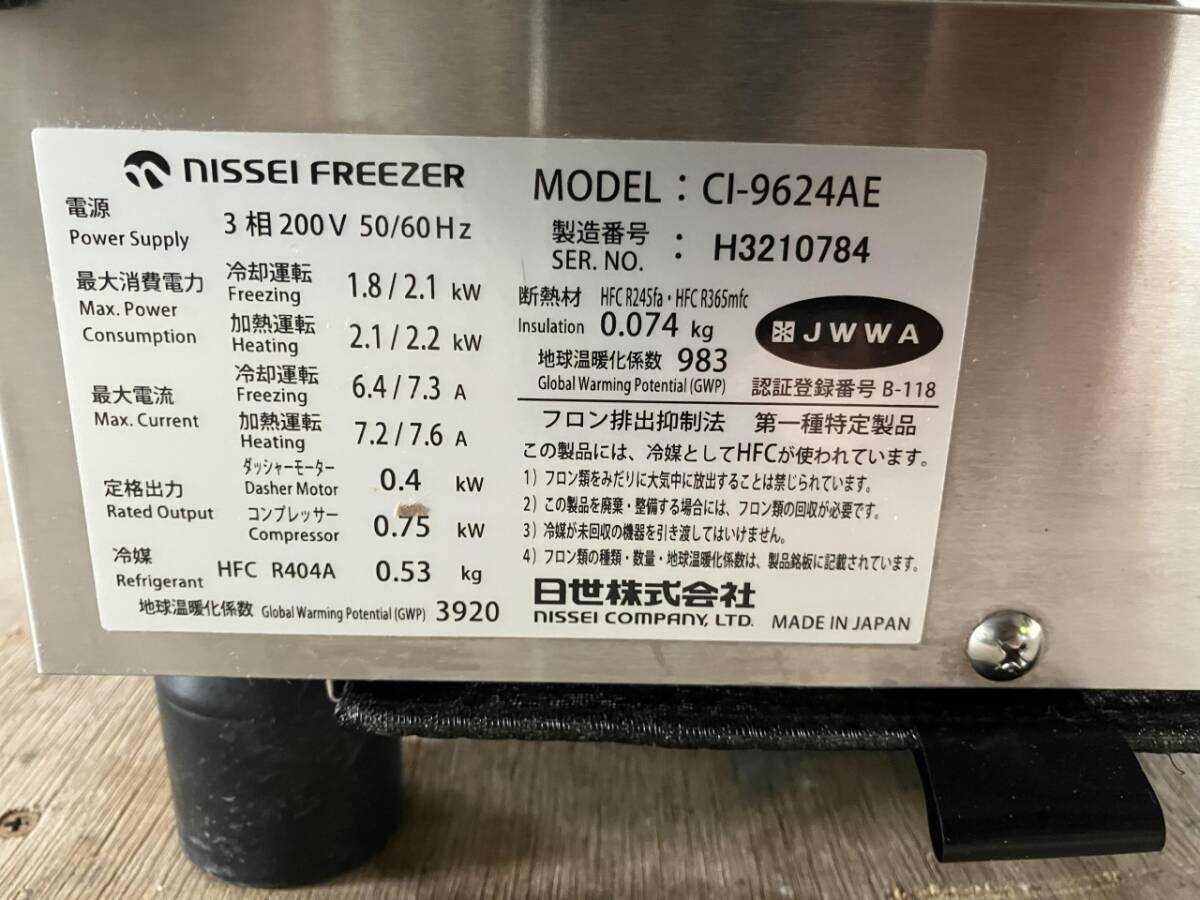 NISSEI FREEZER
電源
Power Supply
3相200V 50/60Hz
最大消費電力
Max. Power
Consumption
冷却運転
Freezing
1.8 / 2.1 kW
加熱運転
Heating
2.1 / 2.2 kW
最大電流
Max. Current
冷却運転
Freezing
6.4 / 7.3 A
加熱運転
Heating
7.2 / 7.6 A
定格出力
Rated Output
ダッシャーモーター
Dasher Motor
0.4 kW
コンプレッサー
Compressor
0.75 kW
冷媒
Refrigerant
HFC R404A 0.53 kg
地球温暖化係数 Global Warming Potential (GWP) 3920
MODEL : CI-9624AE
製造番号
SER. NO.
: H3210784
断熱材 HFC R245fa・HFC R365mfc
Insulation 0.074 kg
地球温暖化係数 983
Global Warming Potential (GWP)
JWWA
認証登録番号 B-118
フロン排出抑制法 第一種特定製品
この製品には、冷媒としてHFCが使われています。
1) フロン類をみだりに大気中に放出することは禁じられています。
2) この製品を廃棄・整備する場合には、フロン類の回収が必要です。
3) 冷媒が未回収の機器を引き渡してはいけません。
4) フロン類の種類・数量・地球温暖化係数は、製品銘板に記載されています。
日世株式会社
NISSEI COMPANY, LTD. MADE IN JAPAN